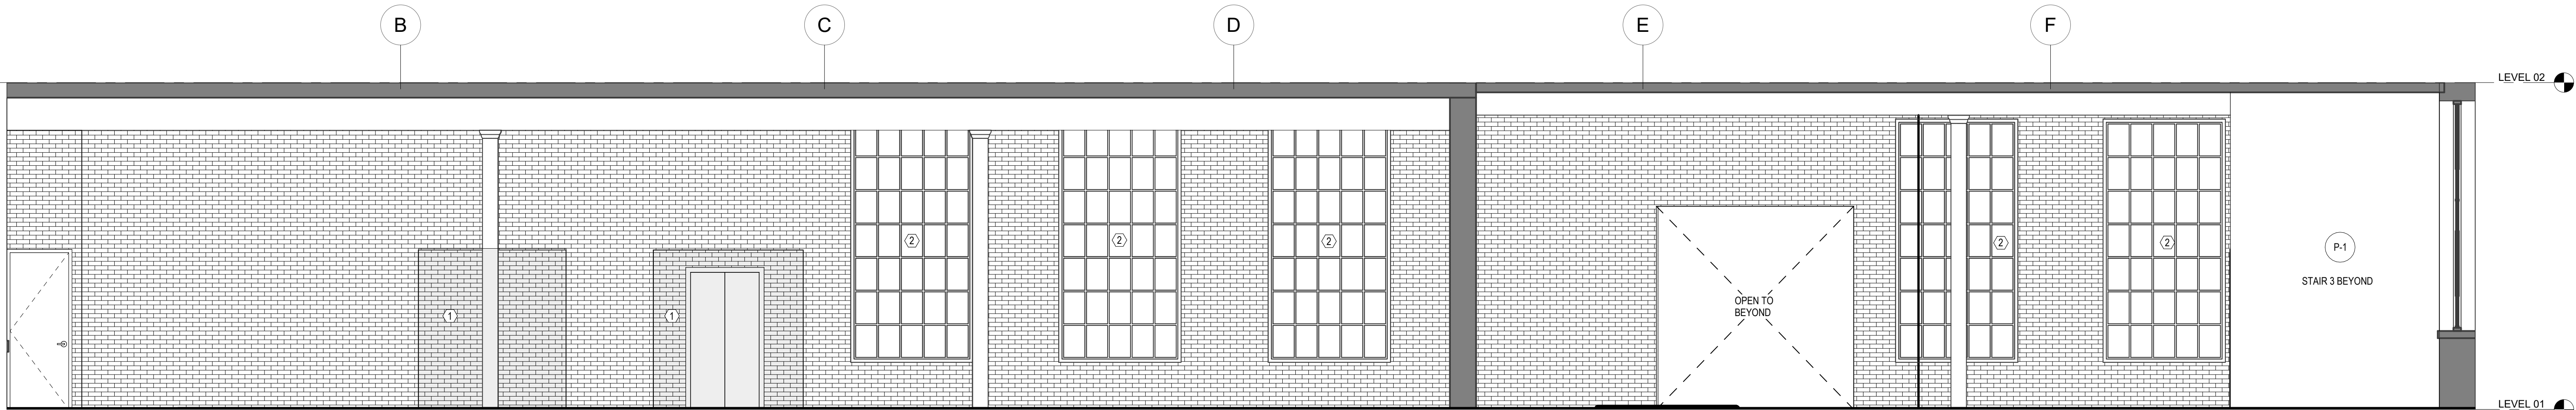 B
C
D
E
F
LEVEL 02
2
2
2
2
2
P-1
STAIR 3 BEYOND
OPEN TO
BEYOND
1
1
LEVEL 01